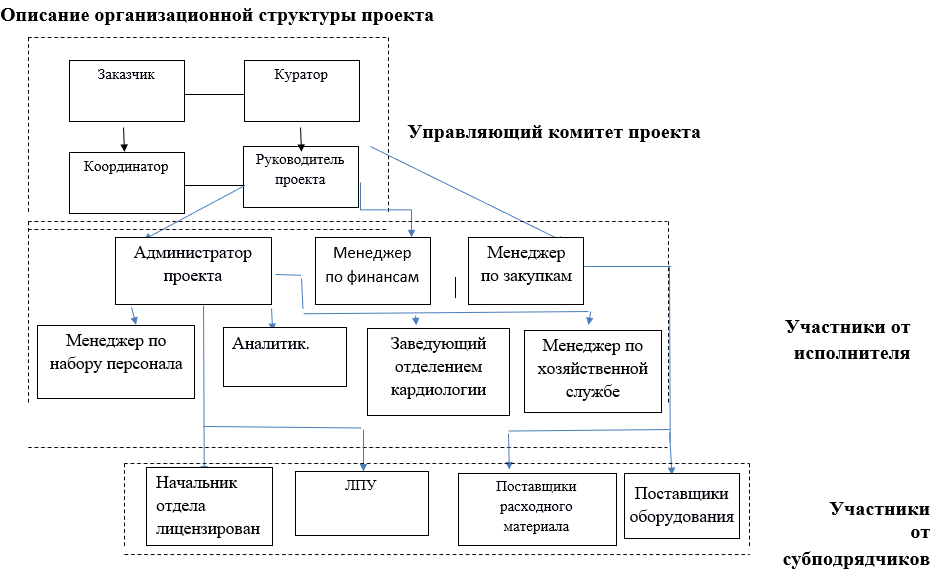 Описание организационной структуры проекта
Заказчик
Куратор
Управляющий комитет проекта
Координатор
Руководитель
проекта
Администратор
проекта
Менеджер
по финансам
Менеджер
по закупкам
Участники от
исполнителя
Менеджер по
набору персонала
Аналитик.
Заведующий
отделением
кардиологии
Менеджер по
хозяйственной
службе
Начальник
отдела
лицензирован
ЛПУ
Поставщики
расходного
материала
Поставщики
оборудования
Участники
от
субподрядчиков